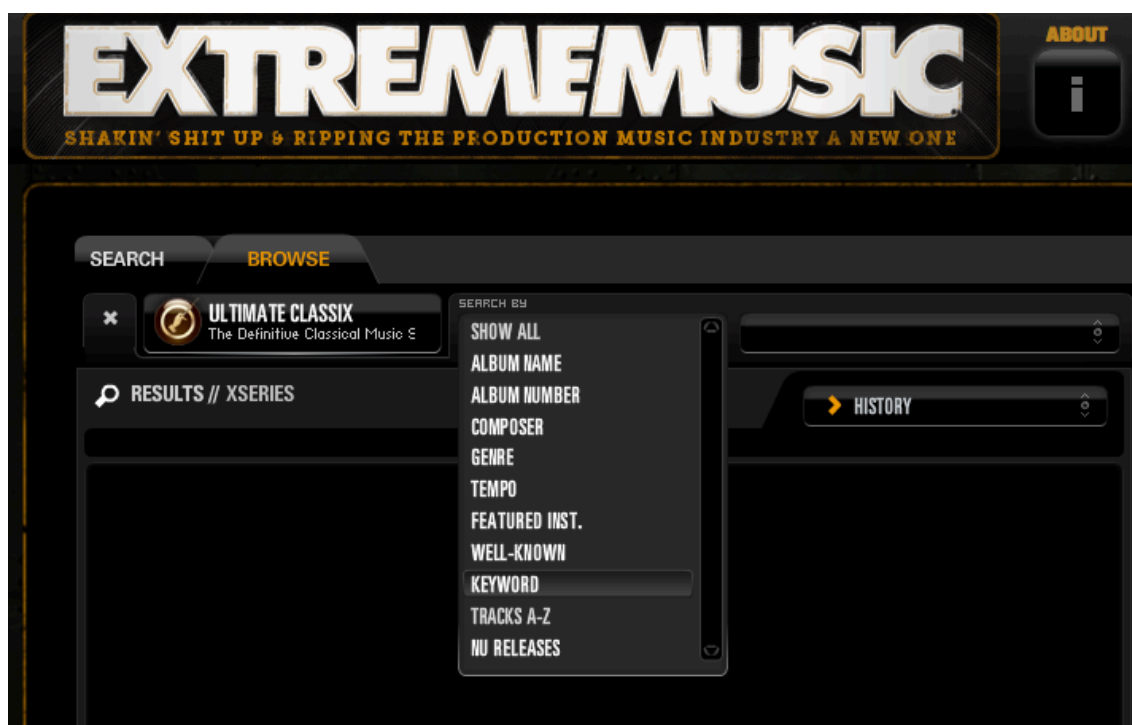 EXTREMEMUSIC
ABOUT
i
SHAKIN' SHIT UP & RIPPING THE PRODUCTION MUSIC INDUSTRY A NEW ONE
SEARCH
BROWSE
ULTIMATE CLASSIX
The Definitive Classical Music S
SEARCH BY
SHOW ALL
ALBUM NAME
ALBUM NUMBER
COMPOSER
GENRE
TEMPO
FEATURED INST.
WELL-KNOWN
KEYWORD
TRACKS A-Z
NU RELEASES
RESULTS // XSERIES
HISTORY